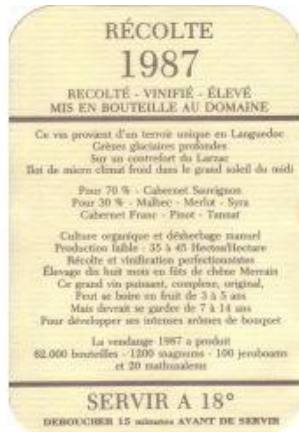 RÉCOLTE
1987
RECOLTÉ - VINIFIÉ - ÉLEVÉ
MIS EN BOUTEILLE AU DOMAINE
Ce vin provient d'un terroir unique en Languedoc
Grèzes glaciaires profondes
Sur un contrefort du Larzac
Ilot de micro climat froid dans le grand soleil du midi
Pour 70 % - Cabernet Sauvignon
Pour 30 % - Malbec - Merlot - Syra
Cabernet Franc - Pinot - Tannat
Culture organique et désherbage manuel
Production faible - 35 à 45 Hectos/Hectare
Récolte et vinification perfectionnistes
Élevage dix huit mois en fûts de chêne Merrain
Ce grand vin puissant, complexe, original,
Peut se boire en fruit de 3 à 5 ans
Mais devrait se garder de 7 à 14 ans
Pour développer ses intenses arômes de bouquet
La vendange 1987 a produit
62.000 bouteilles - 1200 magnums - 100 jeroboams
et 20 mathusalems
SERVIR A 18°
DEBOUCHER 15 minutes AVANT DE SERVIR